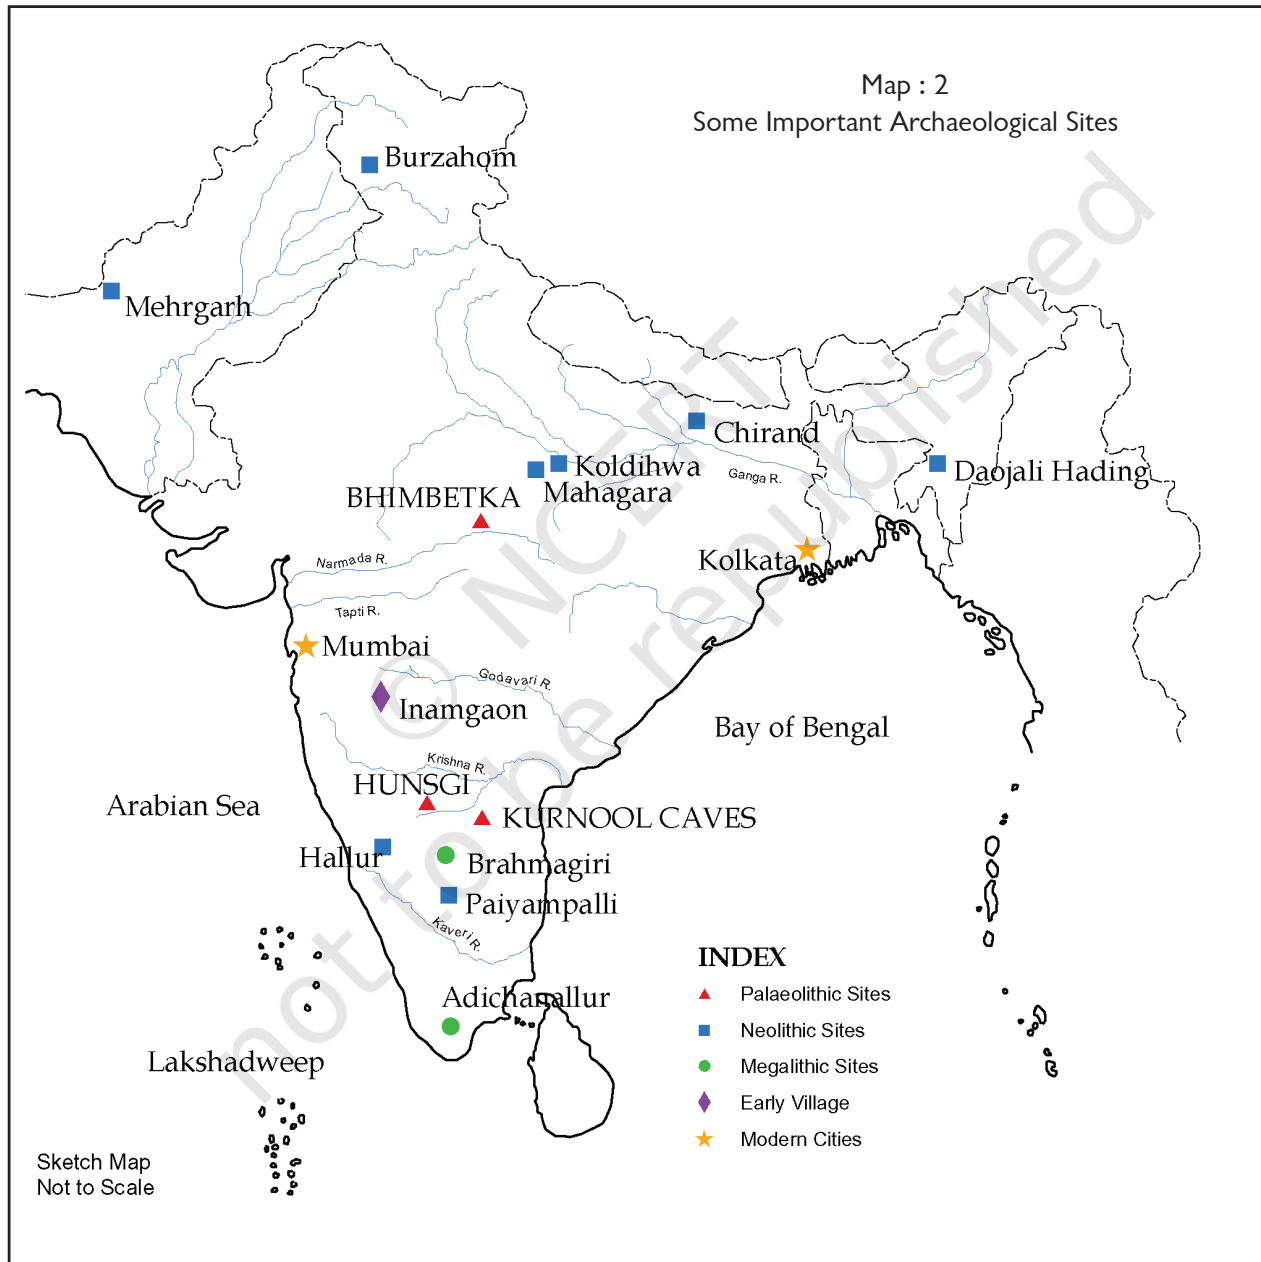 Map : 2
Some Important Archaeological Sites
Burzahom
Mehrgarh
Chirand
Koldihwa
Mahagara
Ganga R.
Daojali Hading
BHIMBETKA
Kolkata
Narmada R.
Tapti R.
Mumbai
Godavari R.
Inamgaon
Bay of Bengal
Krishna R.
HUNSGI
Arabian Sea
KURNOOL CAVES
Hallur
Brahmagiri
Paiyampalli
Kaveri R.
Adichanallur
Lakshadweep
INDEX
Palaeolithic Sites
Neolithic Sites
Megalithic Sites
Early Village
Modern Cities
Sketch Map
Not to Scale
© NCERT
not to be republished